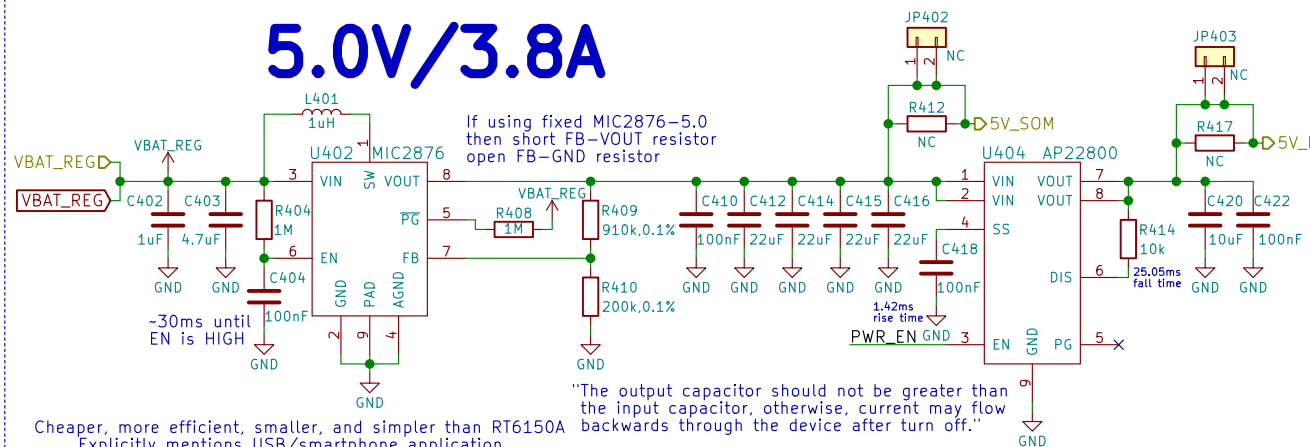 5.0V/3.8A
JP402
1
2
NC
JP403
1
2
NC
L401
1uH
If using fixed MIC2876-5.0
then short FB-VOUT resistor
open FB-GND resistor
R412
NC
5V_SOM
R417
NC
VBAT_REG
VBAT_REG
VBAT_REG
U402
MIC2876
1
SW
3
VIN
VOUT
8
PG
5
EN
6
FB
7
GND
PAD
AGND
2
9
4
GND
C402
1uF
GND
C403
4.7uF
GND
R404
1M
C404
100nF
GND
~30ms until
EN is HIGH
R408
1M
VBAT_REG
R409
910k,0.1%
R410
200k,0.1%
GND
C410
100nF
GND
C412
22uF
GND
C414
22uF
GND
C415
22uF
GND
C416
22uF
GND
C418
100nF
1.42ms
rise time
GND
PWR_EN
U404
AP22800
1
VIN
2
VIN
4
SS
3
EN
VOUT
7
VOUT
8
DIS
6
PG
5
GND
9
GND
R414
10k
25.05ms
fall time
C420
10uF
GND
C422
100nF
GND
"The output capacitor should not be greater than
the input capacitor, otherwise, current may flow
backwards through the device after turn off."
Cheaper, more efficient, smaller, and simpler than RT6150A
Explicitly mentions USB/smartphone application